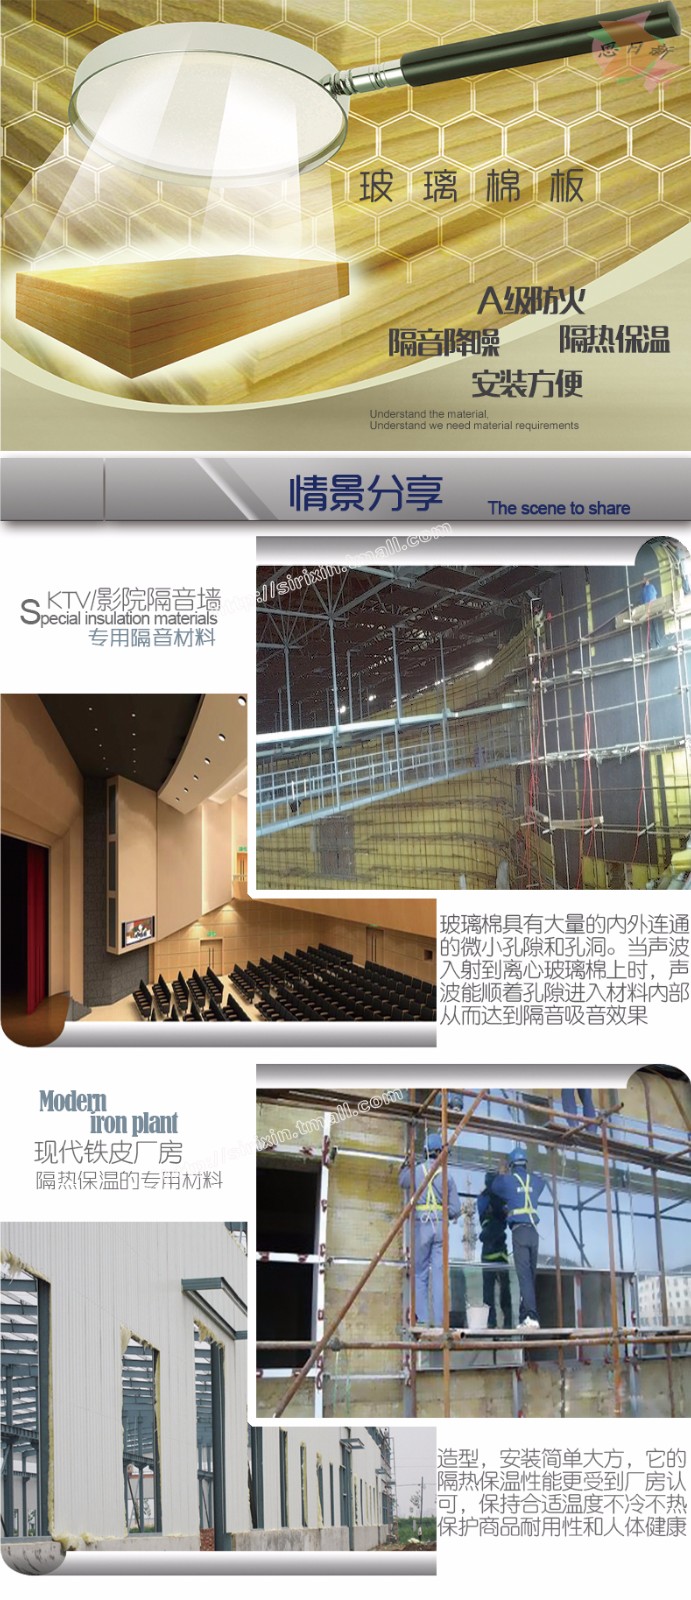 思日新
玻璃棉板
A级防火
隔音降噪 隔热保温
安装方便
Understand the material,
Understand we need material requirements
情景分享 The scene to share
KTV/影院隔音墙
Special insulation materials
专用隔音材料
http://sirixin.tmall.com
玻璃棉具有大量的内外连通
的微小孔隙和孔洞。当声波
入射到离心玻璃棉上时，声
波能顺着孔隙进入材料内部
从而达到隔音吸音效果
Modern
iron plant
现代铁皮厂房
隔热保温的专用材料
http://sirixin.tmall.com
造型，安装简单大方，它的
隔热保温性能更受到厂房认
可，保持合适温度不冷不热
保护商品耐用性和人体健康